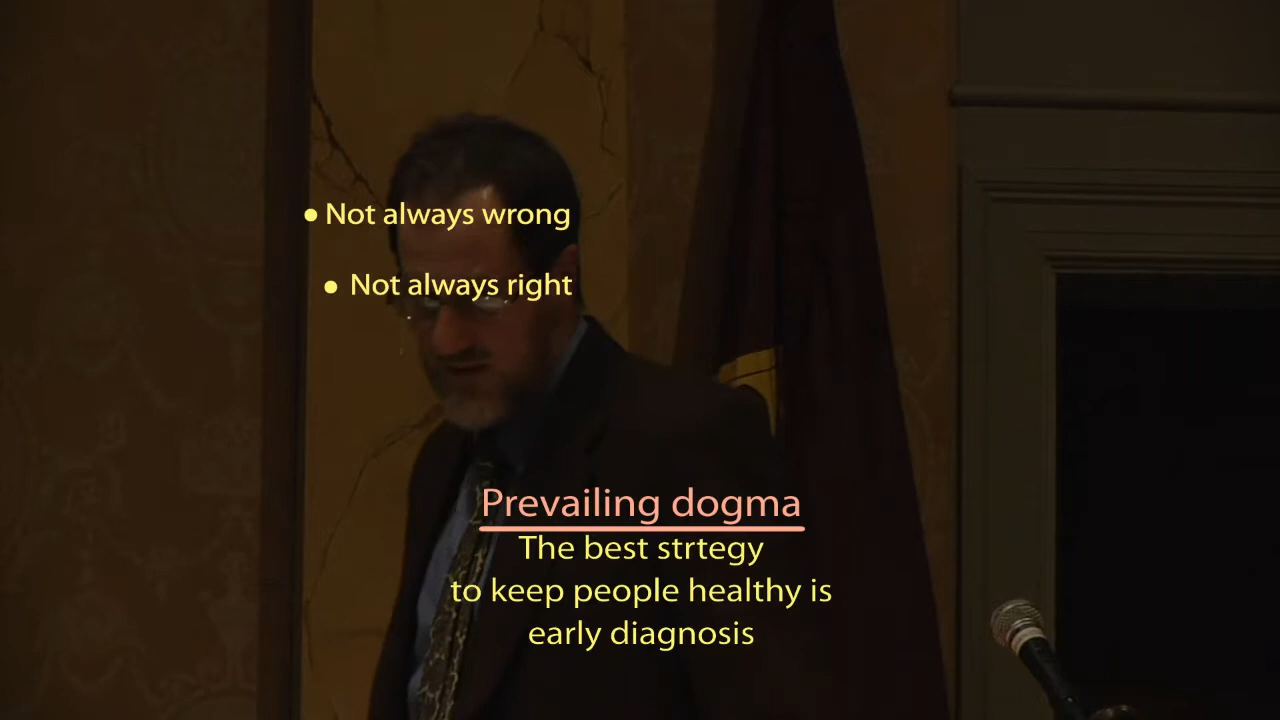 • Not always wrong
• Not always right
Prevailing dogma
The best strtegy
to keep people healthy is
early diagnosis